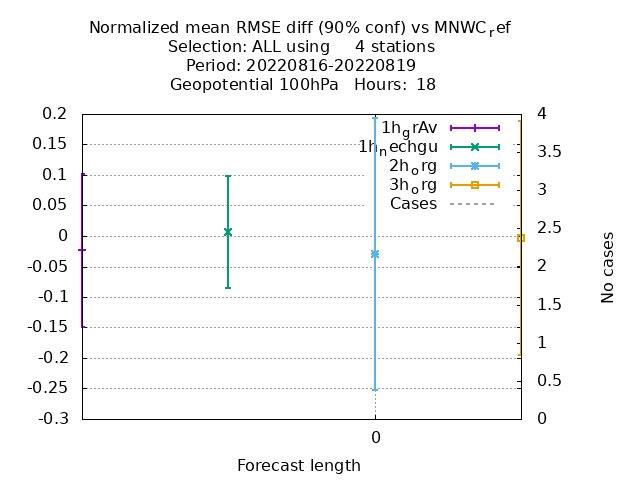 Normalized mean RMSE diff (90% conf) vs MNWC_ref
Selection: ALL using     4 stations
Period: 20220816-20220819
Geopotential 100hPa   Hours: 18
0.2
0.15
0.1
0.05
0
-0.05
-0.1
-0.15
-0.2
-0.25
-0.3
1h_grAv
1h_nechgu
2h_org
3h_org
Cases
4
3.5
3
2.5
2
1.5
1
0.5
0
No cases
0
Forecast length